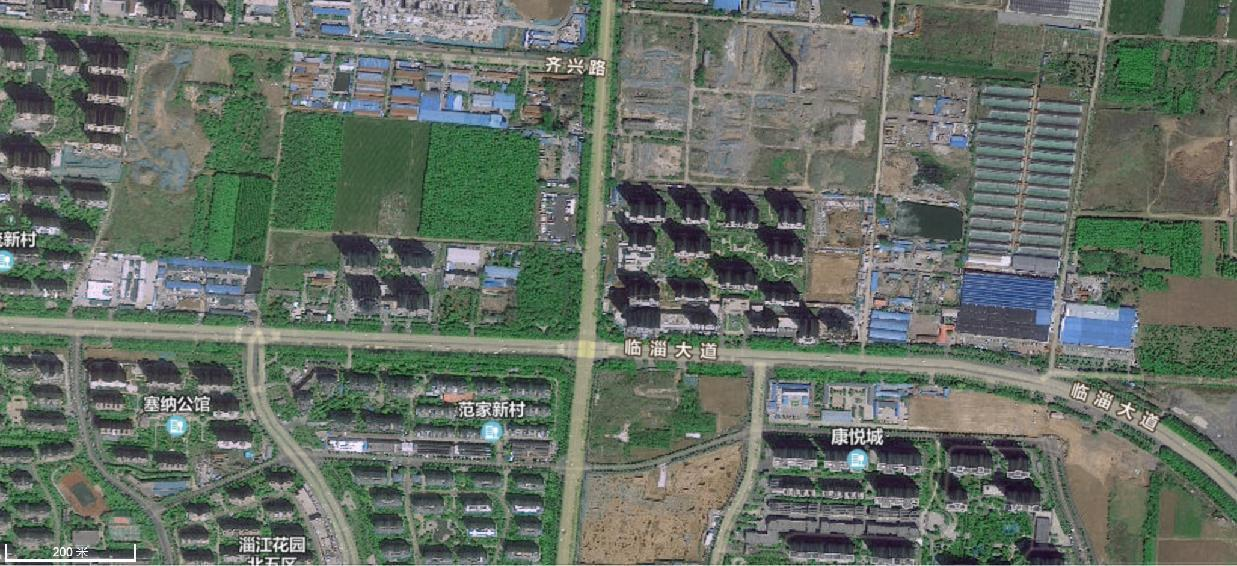 齐兴路
新村
临淄大道
临淄大道
塞纳公馆
范家新村
康悦城
淄江花园
北五区
200 米